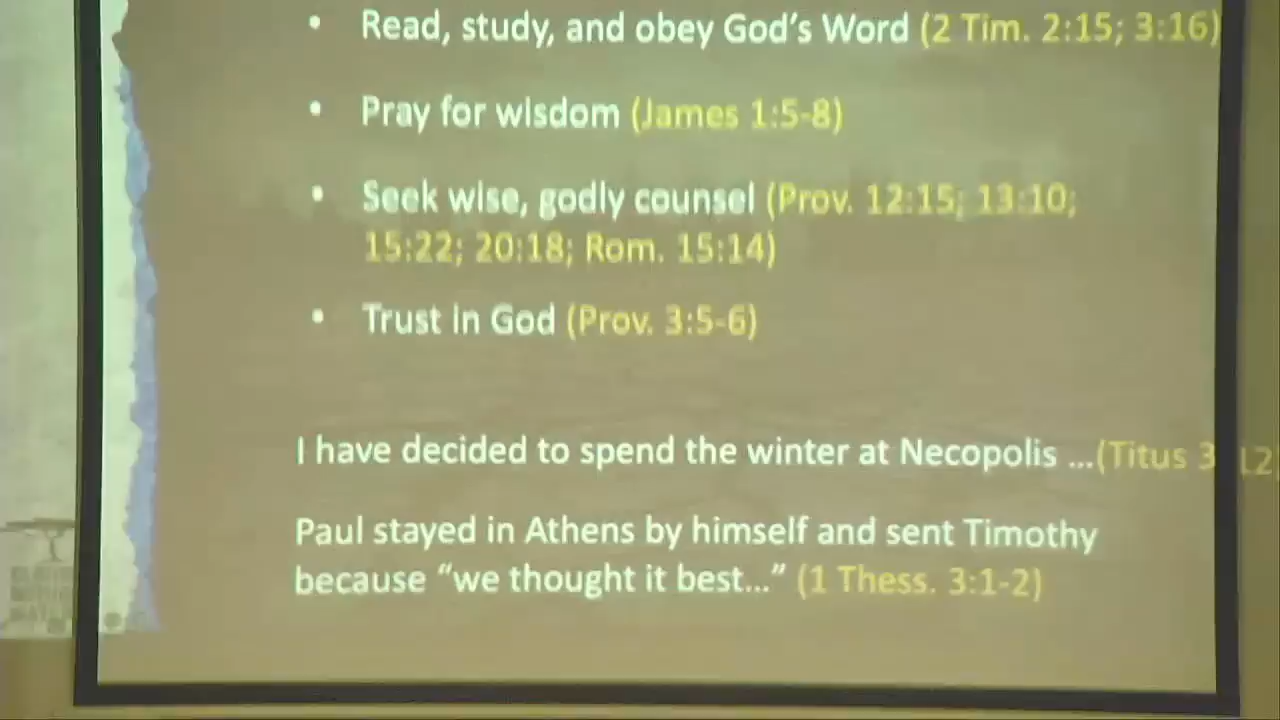 • Read, study, and obey God's Word (2 Tim. 2:15; 3:16)
• Pray for wisdom (James 1:5-8)
• Seek wise, godly counsel (Prov. 12:15; 13:10;
15:22; 20:18; Rom. 15:14)
• Trust in God (Prov. 3:5-6)
I have decided to spend the winter at Necopolis ...(Titus 3 12
Paul stayed in Athens by himself and sent Timothy
because “we thought it best...” (1 Thess. 3:1-2)